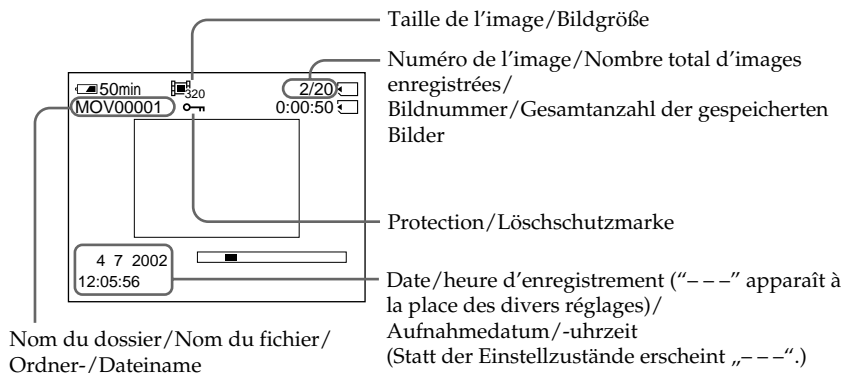 Taille de l’image/Bildgröße
Numéro de l’image/Nombre total d’images
enregistrées/
Bildnummer/Gesamtanzahl der gespeicherten
Bilder
50min
320
2/20
MOV00001
0:00:50
Protection/Löschschutzmarke
4 7 2002
12:05:56
Date/heure d’enregistrement (“– – –” apparaît à
la place des divers réglages)/
Aufnahmedatum/-uhrzeit
(Statt der Einstellzustände erscheint „– – –“.)
Nom du dossier/Nom du fichier/
Ordner-/Dateiname